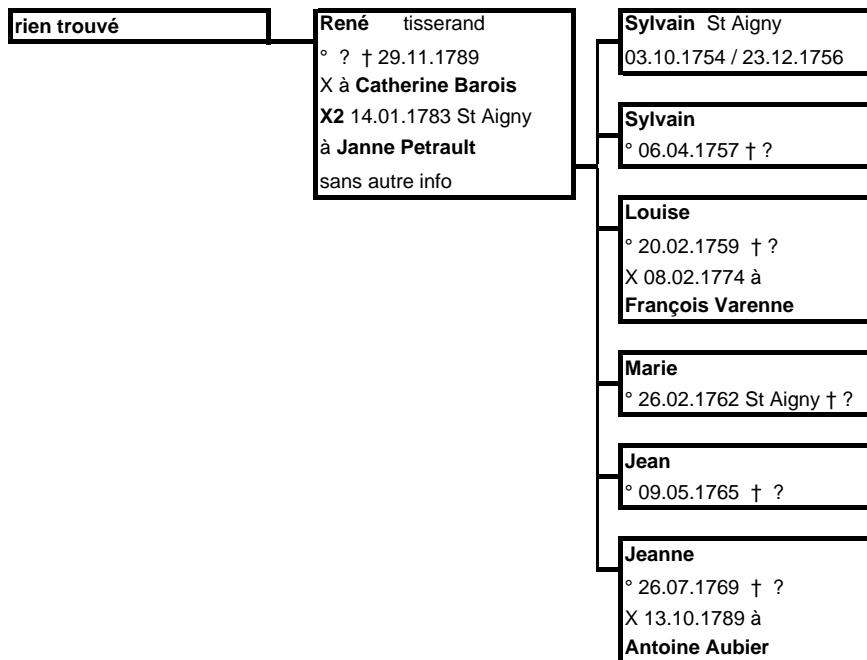 rien trouvé
René tisserand
° ? † 29.11.1789
X à Catherine Barois
X2 14.01.1783 St Aigny
à Janne Petrault
sans autre info
Sylvain St Aigny
03.10.1754 / 23.12.1756
Sylvain
° 06.04.1757 † ?
Louise
° 20.02.1759 † ?
X 08.02.1774 à
François Varenne
Marie
° 26.02.1762 St Aigny † ?
Jean
° 09.05.1765 † ?
Jeanne
° 26.07.1769 † ?
X 13.10.1789 à
Antoine Aubier